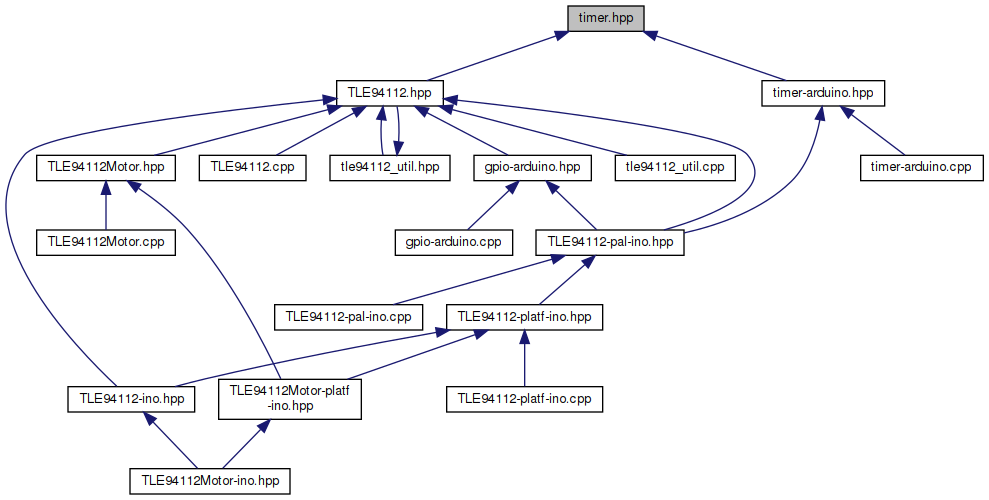 timer.hpp
TLE94112.hpp
timer-arduino.hpp
TLE94112Motor.hpp
TLE94112.cpp
tle94112_util.hpp
gpio-arduino.hpp
tle94112_util.cpp
timer-arduino.cpp
TLE94112Motor.cpp
gpio-arduino.cpp
TLE94112-pal-ino.hpp
TLE94112-pal-ino.cpp
TLE94112-platf-ino.hpp
TLE94112-ino.hpp
TLE94112Motor-platf
-ino.hpp
TLE94112-platf-ino.cpp
TLE94112Motor-ino.hpp